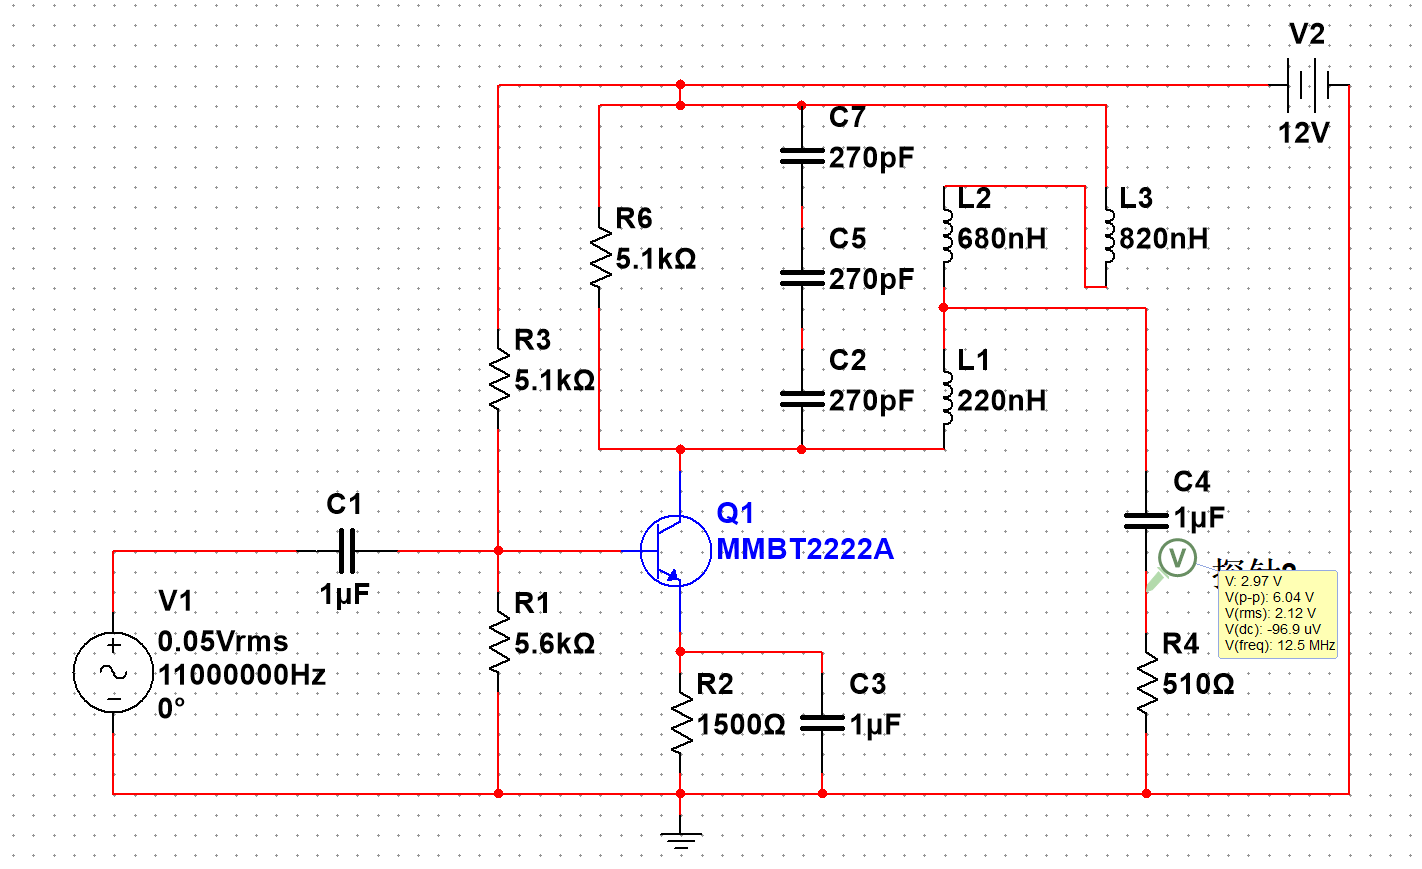 V2
12V
C7
270pF
L2
680nH
L3
820nH
R6
5.1kΩ
C5
270pF
R3
5.1kΩ
C2
270pF
L1
220nH
C4
1µF
C1
1µF
Q1
MMBT2222A
V
V: 2.97 V
V(p-p): 6.04 V
V(rms): 2.12 V
V(dc): -96.9 uV
V(freq): 12.5 MHz
V1
0.05Vrms
11000000Hz
0°
R1
5.6kΩ
R4
510Ω
R2
1500Ω
C3
1µF